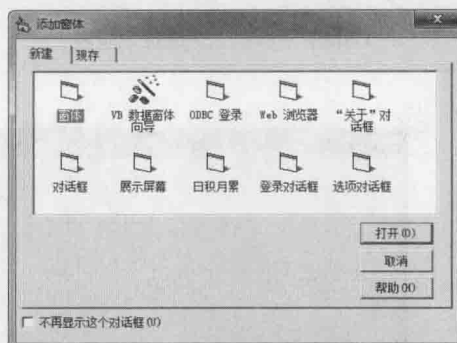 添加窗体
新建 现存
窗体 VB 数据窗体向导 ODBC 登录 Web 浏览器 “关于”对话框
对话框 展示屏幕 日积月累 登录对话框 选项对话框
打开(O)
取消
帮助(H)
不再显示这个对话框(U)